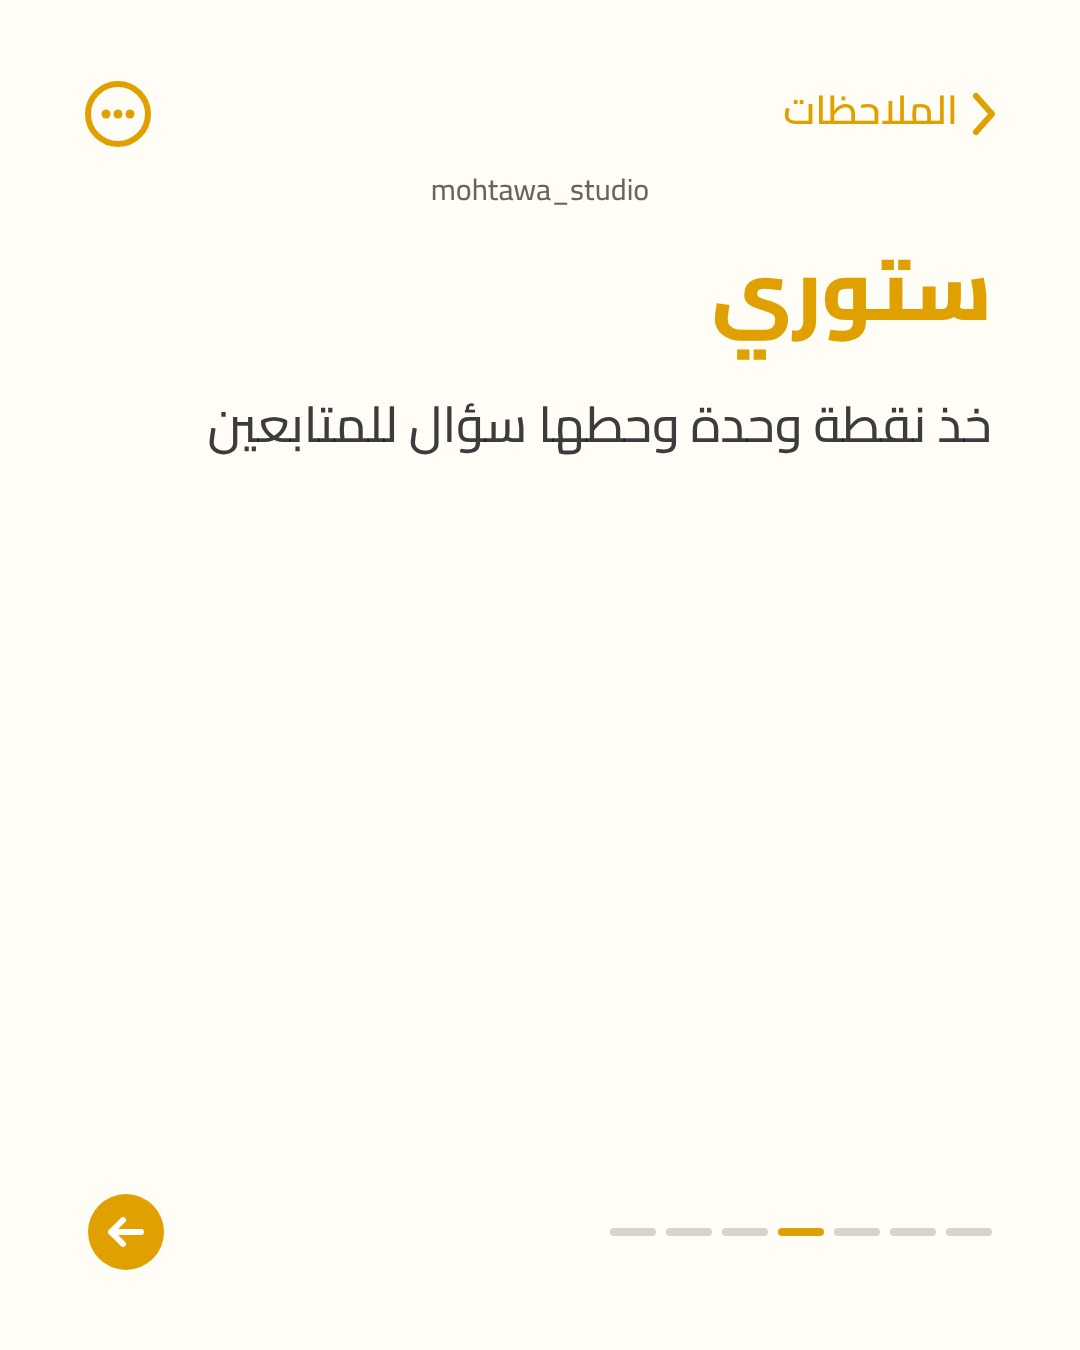 الملاحظات
mohtawa_studio
ستوري
خذ نقطة وحدة وحطها سؤال للمتابعين